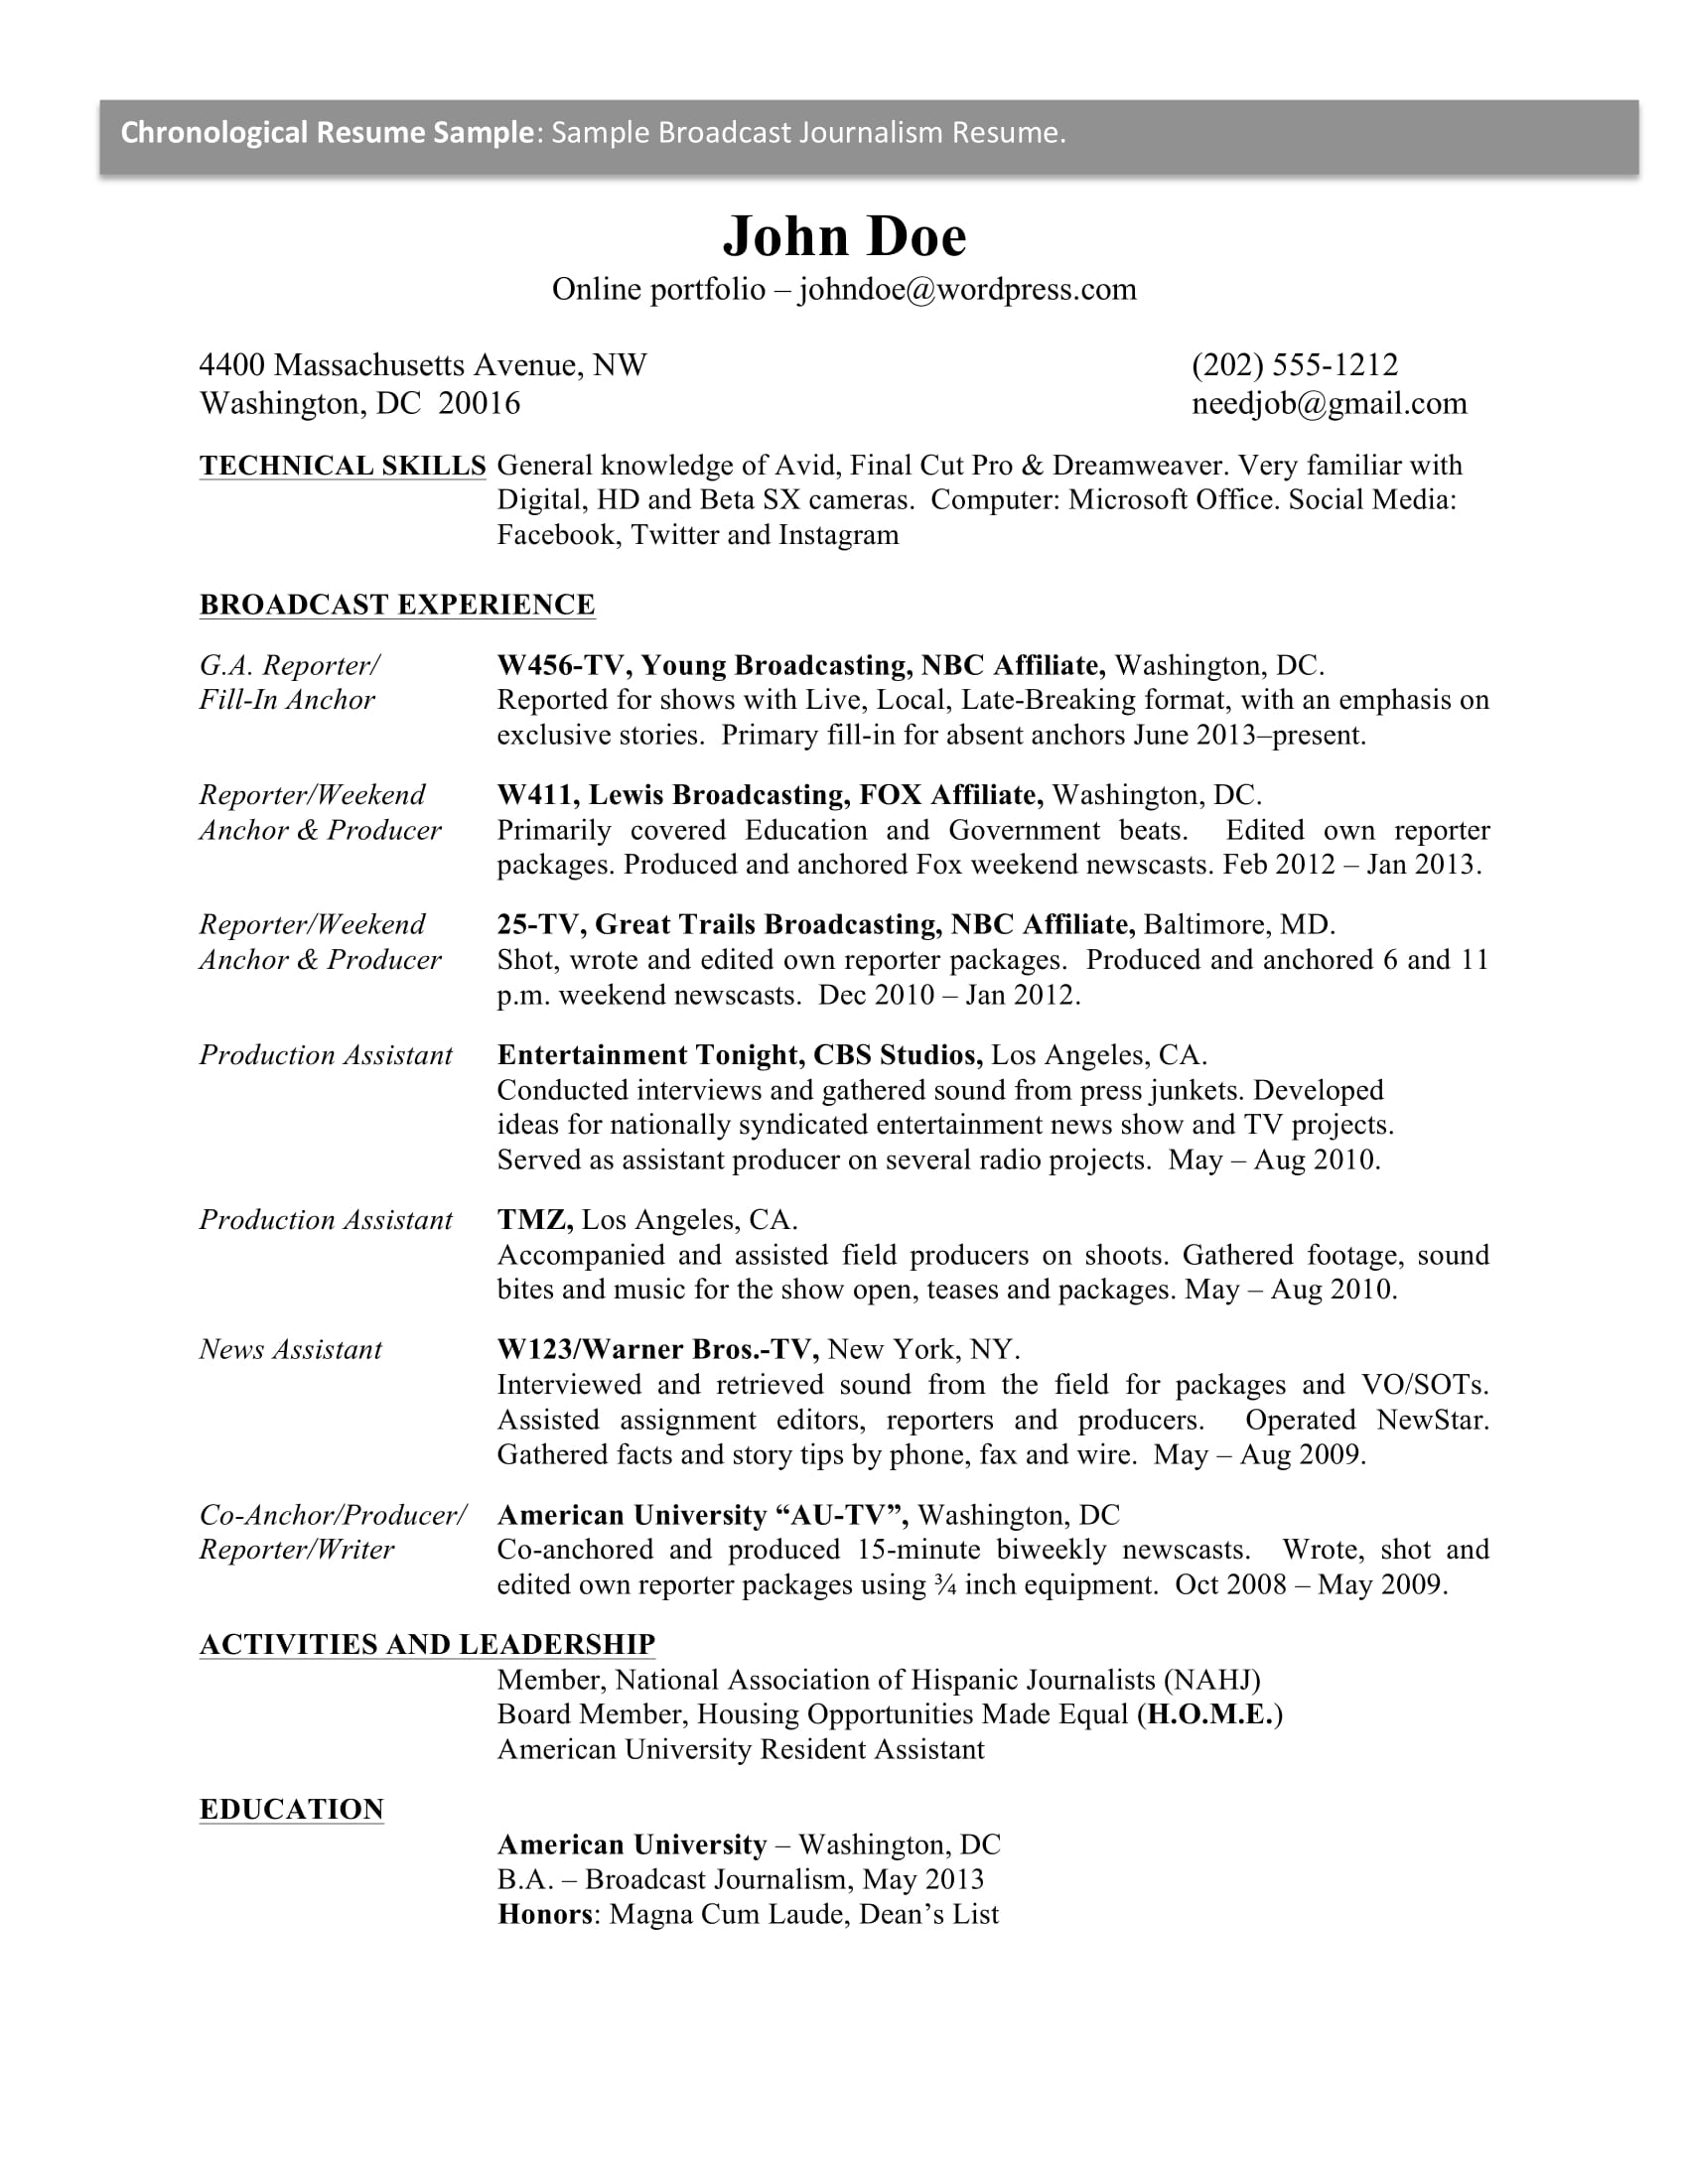 Chronological Resume Sample: Sample Broadcast Journalism Resume.
John Doe
Online portfolio – johndoe@wordpress.com
4400 Massachusetts Avenue, NW (202) 555-1212
Washington, DC 20016 needjob@gmail.com
TECHNICAL SKILLS General knowledge of Avid, Final Cut Pro & Dreamweaver. Very familiar with
Digital, HD and Beta SX cameras. Computer: Microsoft Office. Social Media:
Facebook, Twitter and Instagram
BROADCAST EXPERIENCE
G.A. Reporter/ W456-TV, Young Broadcasting, NBC Affiliate, Washington, DC.
Fill-In Anchor Reported for shows with Live, Local, Late-Breaking format, with an emphasis on
exclusive stories. Primary fill-in for absent anchors June 2013–present.
Reporter/Weekend W411, Lewis Broadcasting, FOX Affiliate, Washington, DC.
Anchor & Producer Primarily covered Education and Government beats. Edited own reporter
packages. Produced and anchored Fox weekend newscasts. Feb 2012 – Jan 2013.
Reporter/Weekend 25-TV, Great Trails Broadcasting, NBC Affiliate, Baltimore, MD.
Anchor & Producer Shot, wrote and edited own reporter packages. Produced and anchored 6 and 11
p.m. weekend newscasts. Dec 2010 – Jan 2012.
Production Assistant Entertainment Tonight, CBS Studios, Los Angeles, CA.
Conducted interviews and gathered sound from press junkets. Developed
ideas for nationally syndicated entertainment news show and TV projects.
Served as assistant producer on several radio projects. May – Aug 2010.
Production Assistant TMZ, Los Angeles, CA.
Accompanied and assisted field producers on shoots. Gathered footage, sound
bites and music for the show open, teases and packages. May – Aug 2010.
News Assistant W123/Warner Bros.-TV, New York, NY.
Interviewed and retrieved sound from the field for packages and VO/SOTs.
Assisted assignment editors, reporters and producers. Operated NewStar.
Gathered facts and story tips by phone, fax and wire. May – Aug 2009.
Co-Anchor/Producer/ American University “AU-TV”, Washington, DC
Reporter/Writer Co-anchored and produced 15-minute biweekly newscasts. Wrote, shot and
edited own reporter packages using ¾ inch equipment. Oct 2008 – May 2009.
ACTIVITIES AND LEADERSHIP
Member, National Association of Hispanic Journalists (NAHJ)
Board Member, Housing Opportunities Made Equal (H.O.M.E.)
American University Resident Assistant
EDUCATION
American University – Washington, DC
B.A. – Broadcast Journalism, May 2013
Honors: Magna Cum Laude, Dean’s List